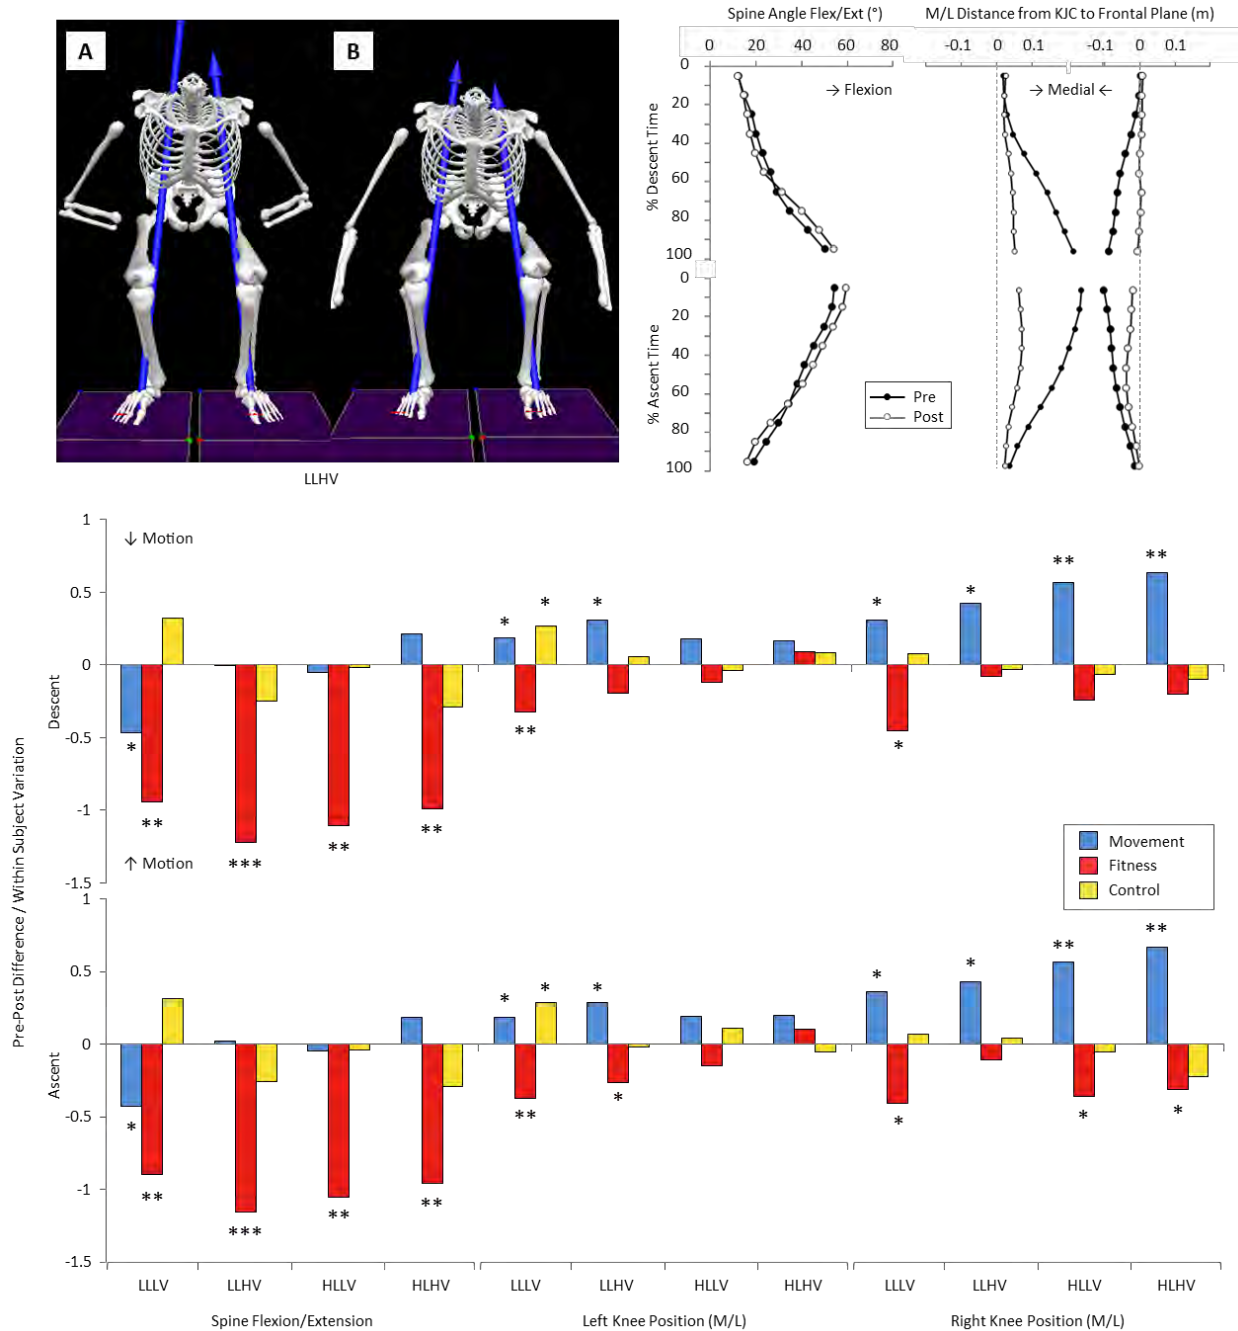 A
B
LLHV
Spine Angle Flex/Ext (°)
M/L Distance from KJC to Frontal Plane (m)
0 20 40 60 80
-0.1 0 0.1 -0.1 0 0.1
→ Flexion
→ Medial ←
% Descent Time
0
20
40
60
80
100
% Ascent Time
0
20
40
60
80
100
Pre
Post
Pre-Post Difference / Within Subject Variation
Descent
1
0.5
0
-0.5
-1
-1.5
↓ Motion
↑ Motion
* ** *** ** ** * ** * * * * * ** **
Movement
Fitness
Control
Ascent
1
0.5
0
-0.5
-1
-1.5
* ** *** ** ** * ** * * * * * * ** * ** *
LLLV LLHV HLLV HLHV LLLV LLHV HLLV HLHV LLLV LLHV HLLV HLHV
Spine Flexion/Extension
Left Knee Position (M/L)
Right Knee Position (M/L)